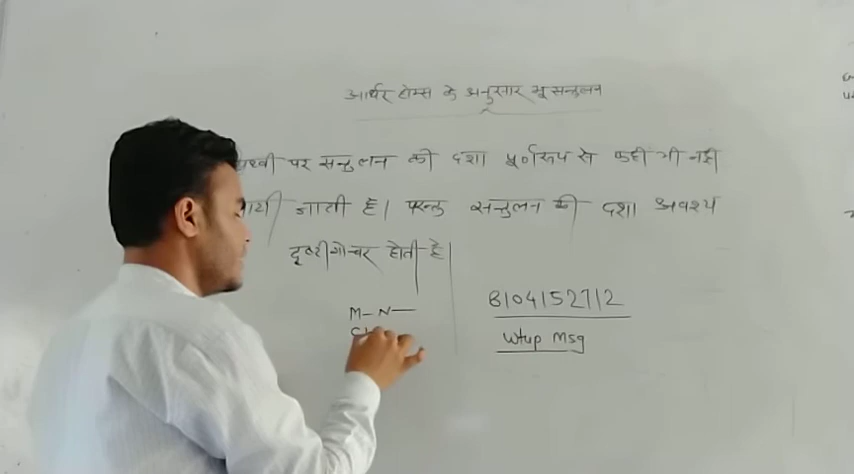 आर्थर होम्स के अनुसार भू सन्तुलन
पृथ्वी पर सन्तुलन की दशा पूर्णरूप से कही भी नही
पायी जाती है। परन्तु सन्तुलन की दशा अवश्य
दृष्टीगोचर होती है।
M- N-
8104152712
Wtup Msg